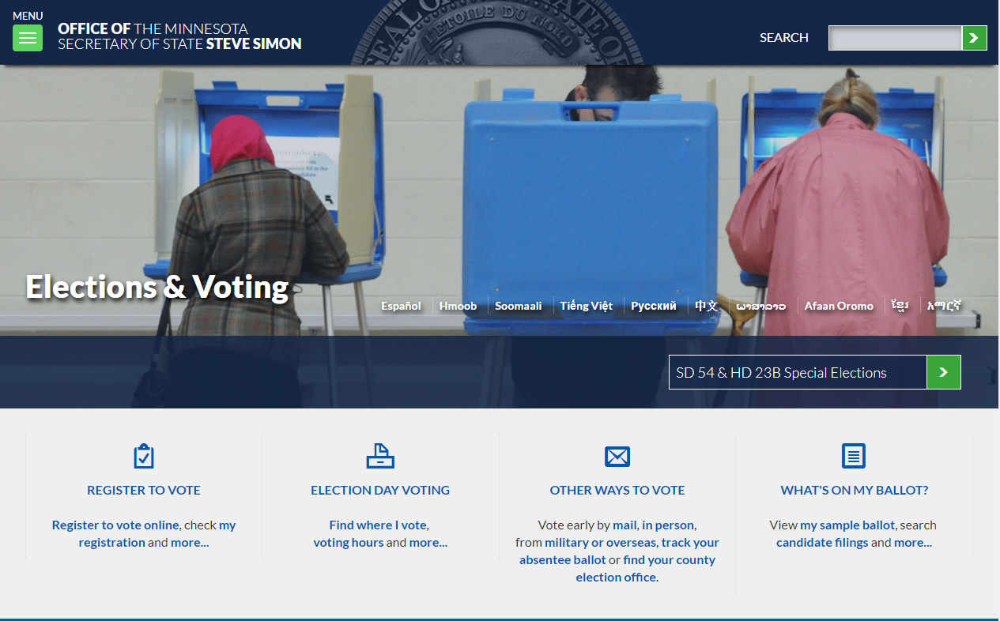 MENU
OFFICE OF THE MINNESOTA
SECRETARY OF STATE STEVE SIMON
L'ETOILE DU NORD
SEARCH
Elections & Voting
Español
Hmoob
Soomaali
Tiếng Việt
Русский
中文
ພາສາລາວ
Afaan Oromo
ខ្មែរ
አማርኛ
SD 54 & HD 23B Special Elections
REGISTER TO VOTE
Register to vote online, check my
registration and more...
ELECTION DAY VOTING
Find where I vote,
voting hours and more...
OTHER WAYS TO VOTE
Vote early by mail, in person,
from military or overseas, track your
absentee ballot or find your county
election office.
WHAT'S ON MY BALLOT?
View my sample ballot, search
candidate filings and more...